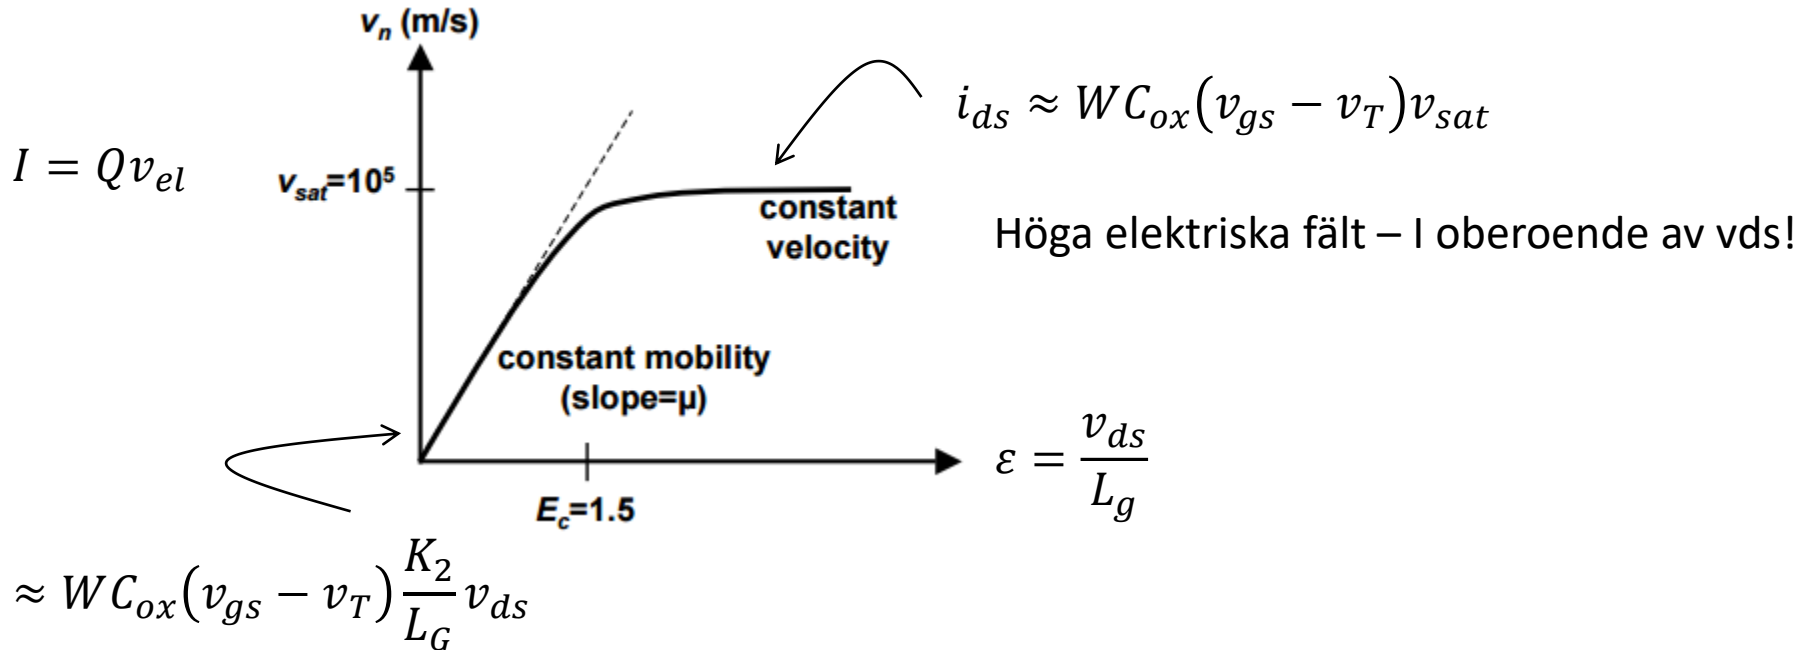 vₙ (m/s)
i_ds ≈ WC_ox(v_gs − v_T)v_sat
I = Qv_el
v_sat=10⁵
constant
velocity
Höga elektriska fält – I oberoende av vds!
constant mobility
(slope=μ)
ε = v_ds / L_g
E_c=1.5
≈ WC_ox(v_gs − v_T) K₂/L_G v_ds